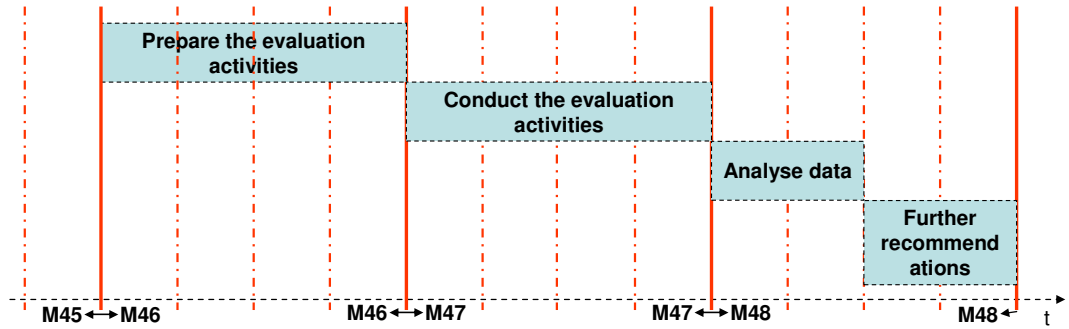 Prepare the evaluation
activities
Conduct the evaluation
activities
Analyse data
Further
recommend
ations
M45 M46 M46 M47 M47 M48 M48 t